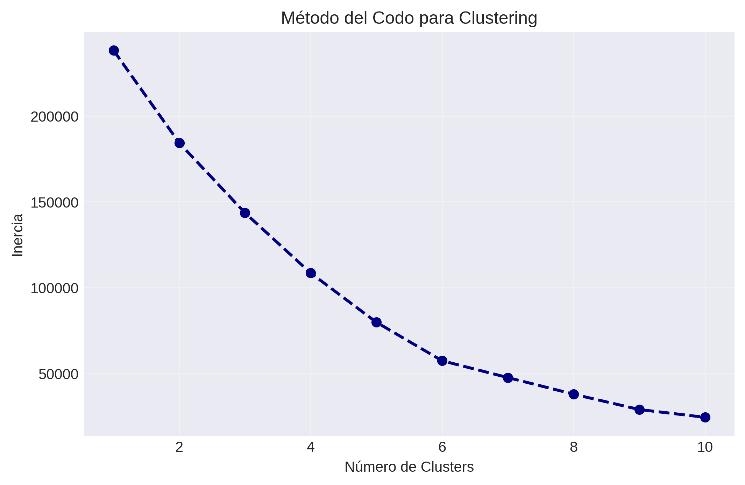 Método del Codo para Clustering
Inercia
200000
150000
100000
50000
2 4 6 8 10
Número de Clusters